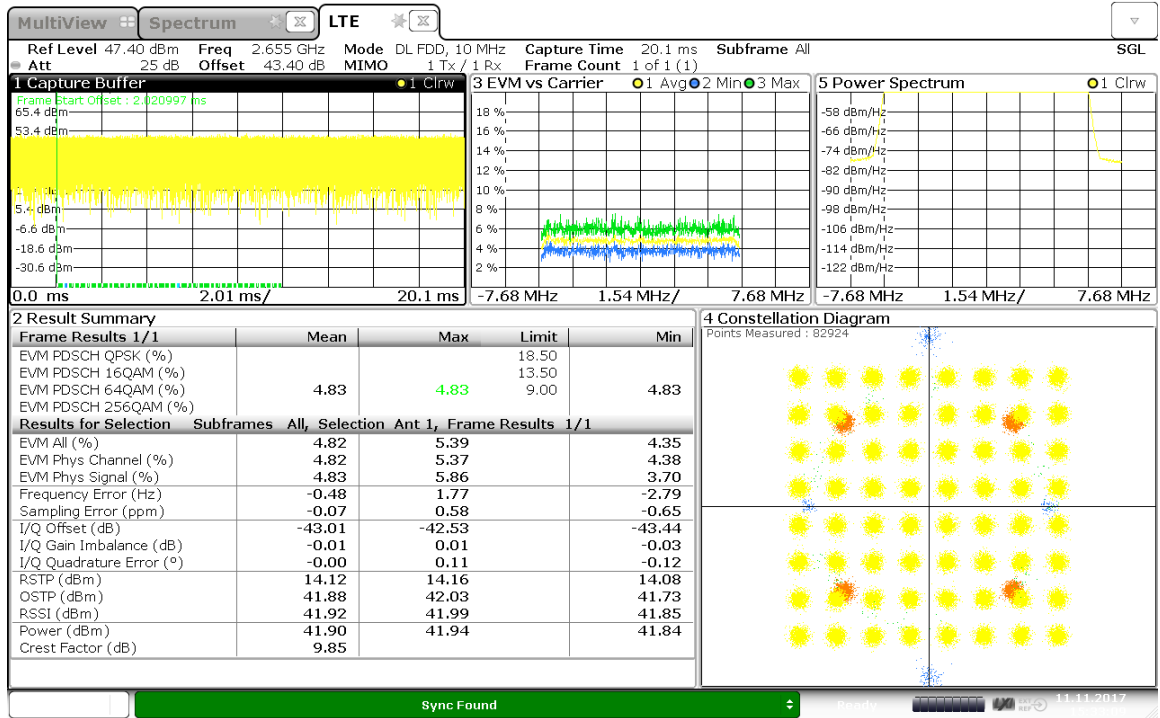 MultiView Spectrum LTE
Ref Level 47.40 dBm Freq 2.655 GHz Mode DL FDD, 10 MHz Capture Time 20.1 ms Subframe All SGL
Att 25 dB Offset 43.40 dB MIMO 1 Tx / 1 Rx Frame Count 1 of 1 (1)
1 Capture Buffer 1 Clrw
Frame Start Offset : 2.020997 ms
65.4 dBm
53.4 dBm
5.4 dBm
-6.6 dBm
-18.6 dBm
-30.6 dBm
0.0 ms 2.01 ms/ 20.1 ms
3 EVM vs Carrier 1 Avg 2 Min 3 Max
18 %
16 %
14 %
12 %
10 %
8 %
6 %
4 %
2 %
-7.68 MHz 1.54 MHz/ 7.68 MHz
5 Power Spectrum 1 Clrw
-58 dBm/Hz
-66 dBm/Hz
-74 dBm/Hz
-82 dBm/Hz
-90 dBm/Hz
-98 dBm/Hz
-106 dBm/Hz
-114 dBm/Hz
-122 dBm/Hz
-7.68 MHz 1.54 MHz/ 7.68 MHz
2 Result Summary
Frame Results 1/1 Mean Max Limit Min
EVM PDSCH QPSK (%) 18.50
EVM PDSCH 16QAM (%) 13.50
EVM PDSCH 64QAM (%) 4.83 4.83 9.00 4.83
EVM PDSCH 256QAM (%)
Results for Selection Subframes All, Selection Ant 1, Frame Results 1/1
EVM All (%) 4.82 5.39 4.35
EVM Phys Channel (%) 4.82 5.37 4.38
EVM Phys Signal (%) 4.83 5.86 3.70
Frequency Error (Hz) -0.48 1.77 -2.79
Sampling Error (ppm) -0.07 0.58 -0.65
I/Q Offset (dB) -43.01 -42.53 -43.44
I/Q Gain Imbalance (dB) -0.01 0.01 -0.03
I/Q Quadrature Error (º) -0.00 0.11 -0.12
RSTP (dBm) 14.12 14.16 14.08
OSTP (dBm) 41.88 42.03 41.73
RSSI (dBm) 41.92 41.99 41.85
Power (dBm) 41.90 41.94 41.84
Crest Factor (dB) 9.85
4 Constellation Diagram
Points Measured : 82924
Sync Found
Ready
LXI
EXT
REF
11.11.2017